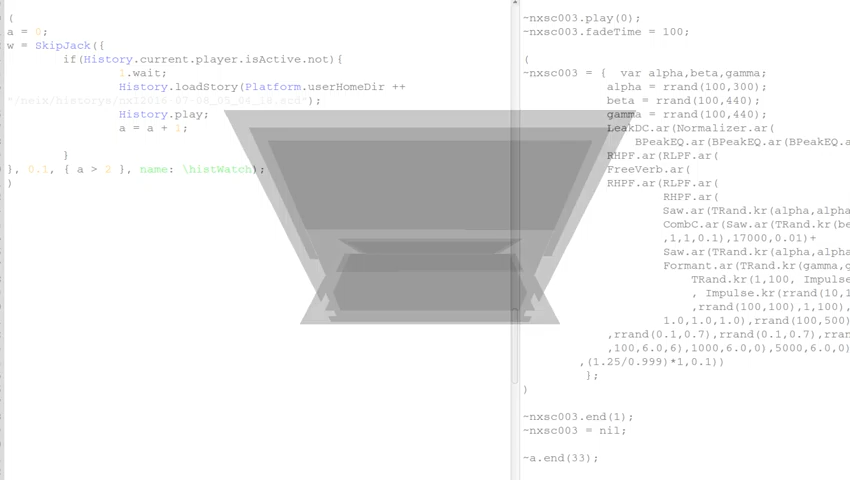 (
a = 0;
w = SkipJack({
if(History.current.player.isActive.not){
1.wait;
History.loadStory(Platform.userHomeDir ++
History.play;
a = a + 1;
}
}, 0.1, { a > 2 }, name: \histWatch);
)
~nxsc003.play(0);
~nxsc003.fadeTime = 100;
(
~nxsc003 = { var alpha,beta,gamma;
alpha = rrand(100,300);
beta = rrand(100,440);
gamma = rrand(100,440);
LeakDC.ar(Normalizer.ar(
BPeakEQ.ar(BPeakEQ.ar(BPeakEQ.a
RHPF.ar(RLPF.ar(
FreeVerb.ar(
RHPF.ar(RLPF.ar(
RHPF.ar(
Saw.ar(TRand.kr(alpha,alpha
CombC.ar(Saw.ar(TRand.kr(be
,1,1,0.1),17000,0.01)+
Saw.ar(TRand.kr(alpha,alpha
Formant.ar(TRand.kr(gamma,g
TRand.kr(1,100, Impulse
, Impulse.kr(rrand(10,1
,rrand(100,100),1,100),
1.0,1.0,1.0),rrand(100,500)
,rrand(0.1,0.7),rrand(0.1,0.7),rran
,100,6.0,6),1000,6.0,0),5000,6.0,0)
,(1.25/0.999)*1,0.1))
};
)
~nxsc003.end(1);
~nxsc003 = nil;
~a.end(33);